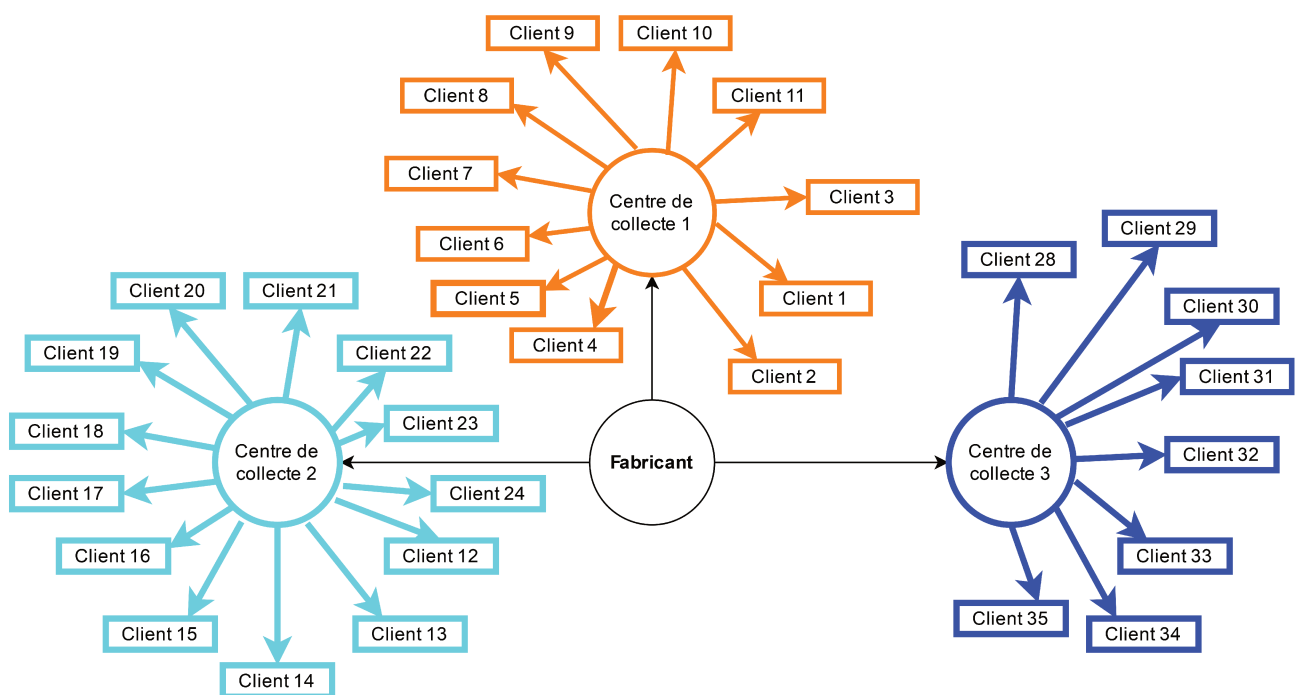 Client 9
Client 10
Client 8
Client 11
Client 7
Centre de
collecte 1
Client 3
Client 6
Client 5
Client 1
Client 4
Client 2
Client 20
Client 21
Client 19
Client 22
Client 18
Client 23
Centre de
collecte 2
Client 17
Client 24
Client 16
Client 12
Client 15
Client 13
Client 14
Fabricant
Client 28
Client 29
Client 30
Client 31
Centre de
collecte 3
Client 32
Client 33
Client 35
Client 34